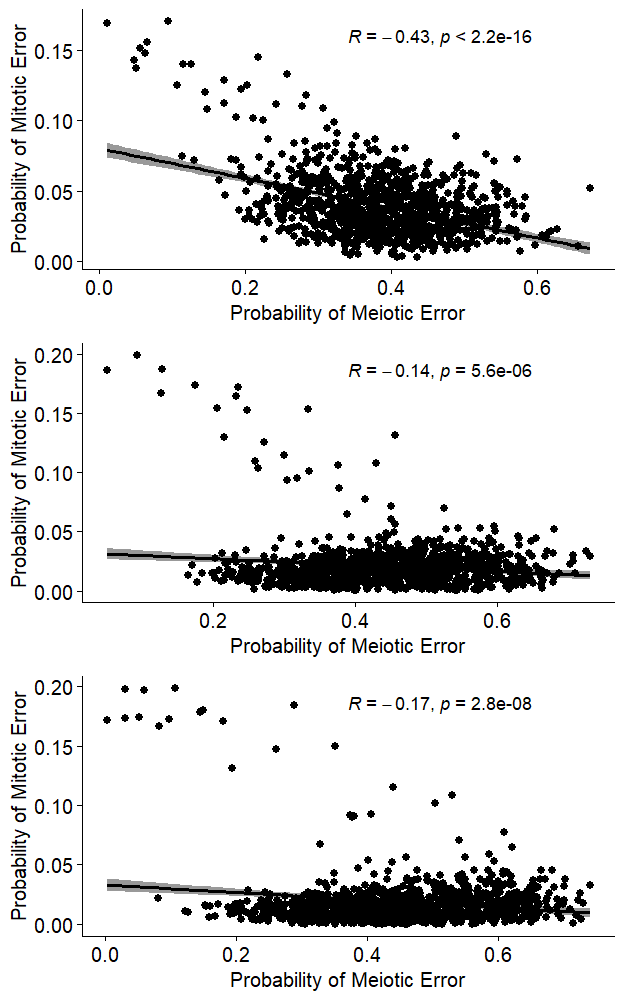 R = − 0.43, p < 2.2e-16
Probability of Mitotic Error
0.15
0.10
0.05
0.00
0.0 0.2 0.4 0.6
Probability of Meiotic Error
R = − 0.14, p = 5.6e-06
Probability of Mitotic Error
0.20
0.15
0.10
0.05
0.00
0.2 0.4 0.6
Probability of Meiotic Error
R = − 0.17, p = 2.8e-08
Probability of Mitotic Error
0.20
0.15
0.10
0.05
0.00
0.0 0.2 0.4 0.6
Probability of Meiotic Error